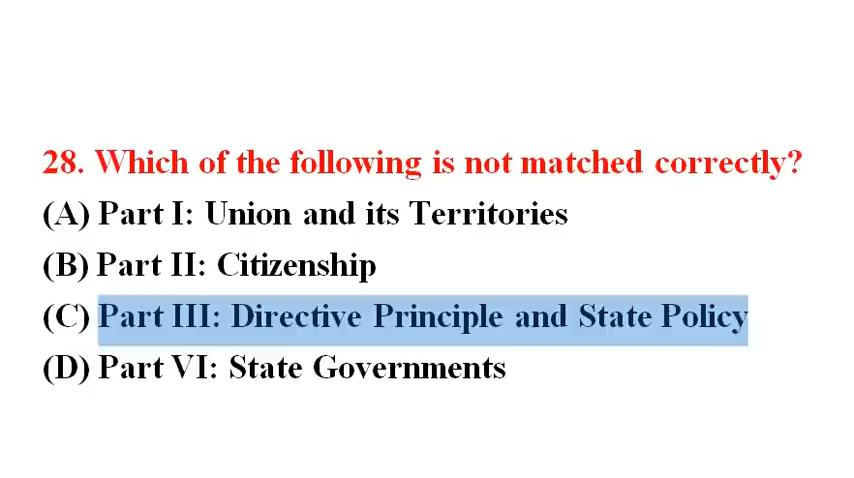 28. Which of the following is not matched correctly?
(A) Part I: Union and its Territories
(B) Part II: Citizenship
(C) Part III: Directive Principle and State Policy
(D) Part VI: State Governments